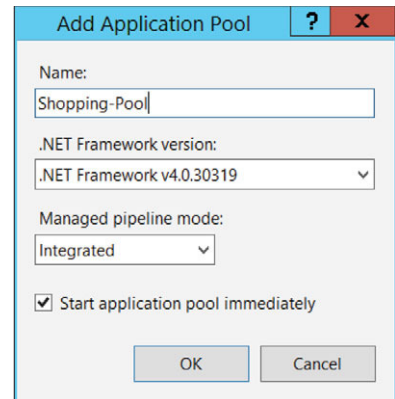 Add Application Pool
?
x
Name:
Shopping-Pool
.NET Framework version:
.NET Framework v4.0.30319
Managed pipeline mode:
Integrated
Start application pool immediately
OK
Cancel